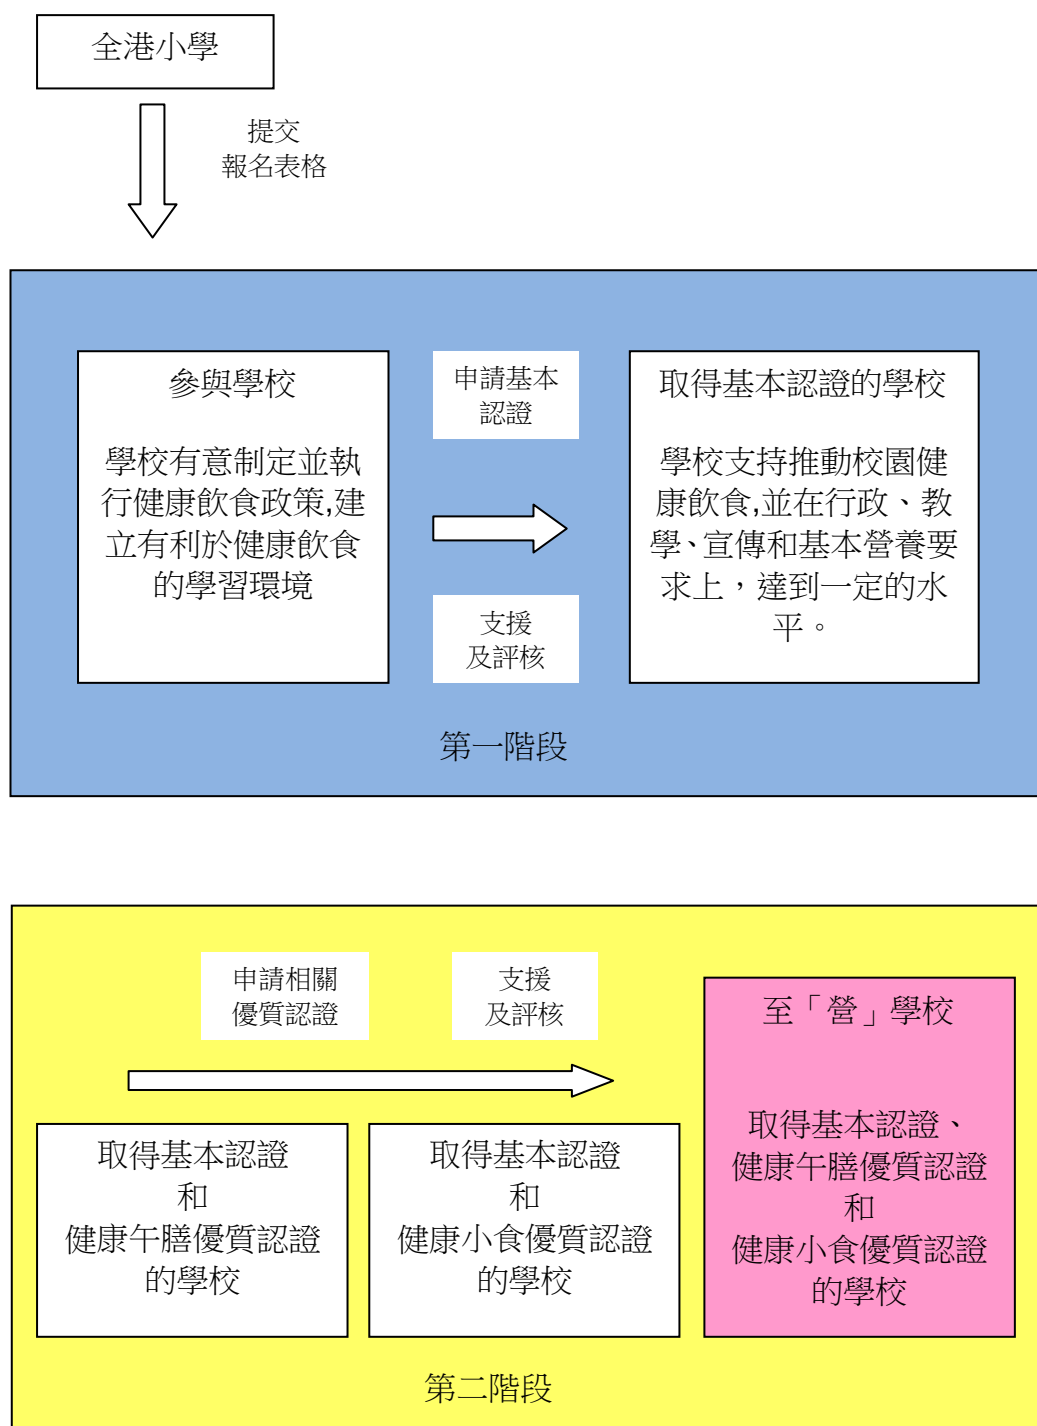 全港小學
提交
報名表格
參與學校
學校有意制定並執
行健康飲食政策,建
立有利於健康飲食
的學習環境
申請基本
認證
支援
及評核
取得基本認證的學校
學校支持推動校園健
康飲食,並在行政、教
學、宣傳和基本營養要
求上，達到一定的水
平。
第一階段
申請相關
優質認證
支援
及評核
取得基本認證
和
健康午膳優質認證
的學校
取得基本認證
和
健康小食優質認證
的學校
至「營」學校
取得基本認證、
健康午膳優質認證
和
健康小食優質認證
的學校
第二階段